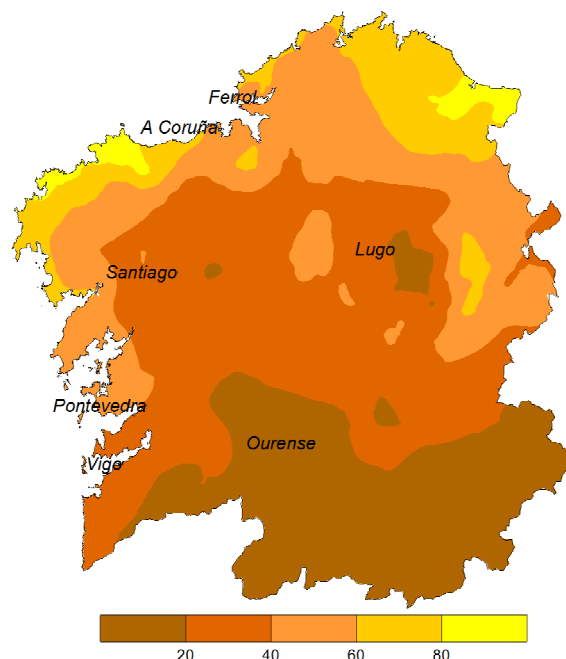 Ferrol
A Coruña
Lugo
Santiago
Pontevedra
Ourense
Vigo
20 40 60 80